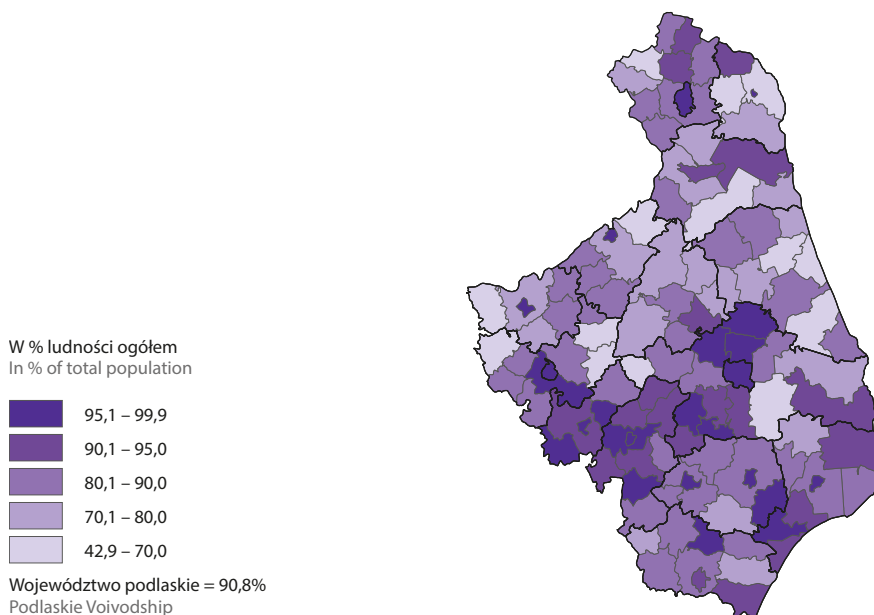 W % ludności ogółem
In % of total population
95,1 – 99,9
90,1 – 95,0
80,1 – 90,0
70,1 – 80,0
42,9 – 70,0
Województwo podlaskie = 90,8%
Podlaskie Voivodship